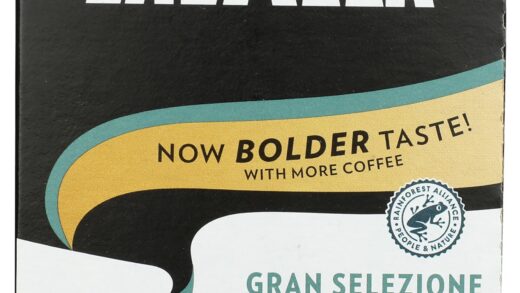 NOW BOLDER TASTE!
WITH MORE COFFEE
RAINFOREST ALLIANCE
PEOPLE & NATURE
GRAN SELEZIONE